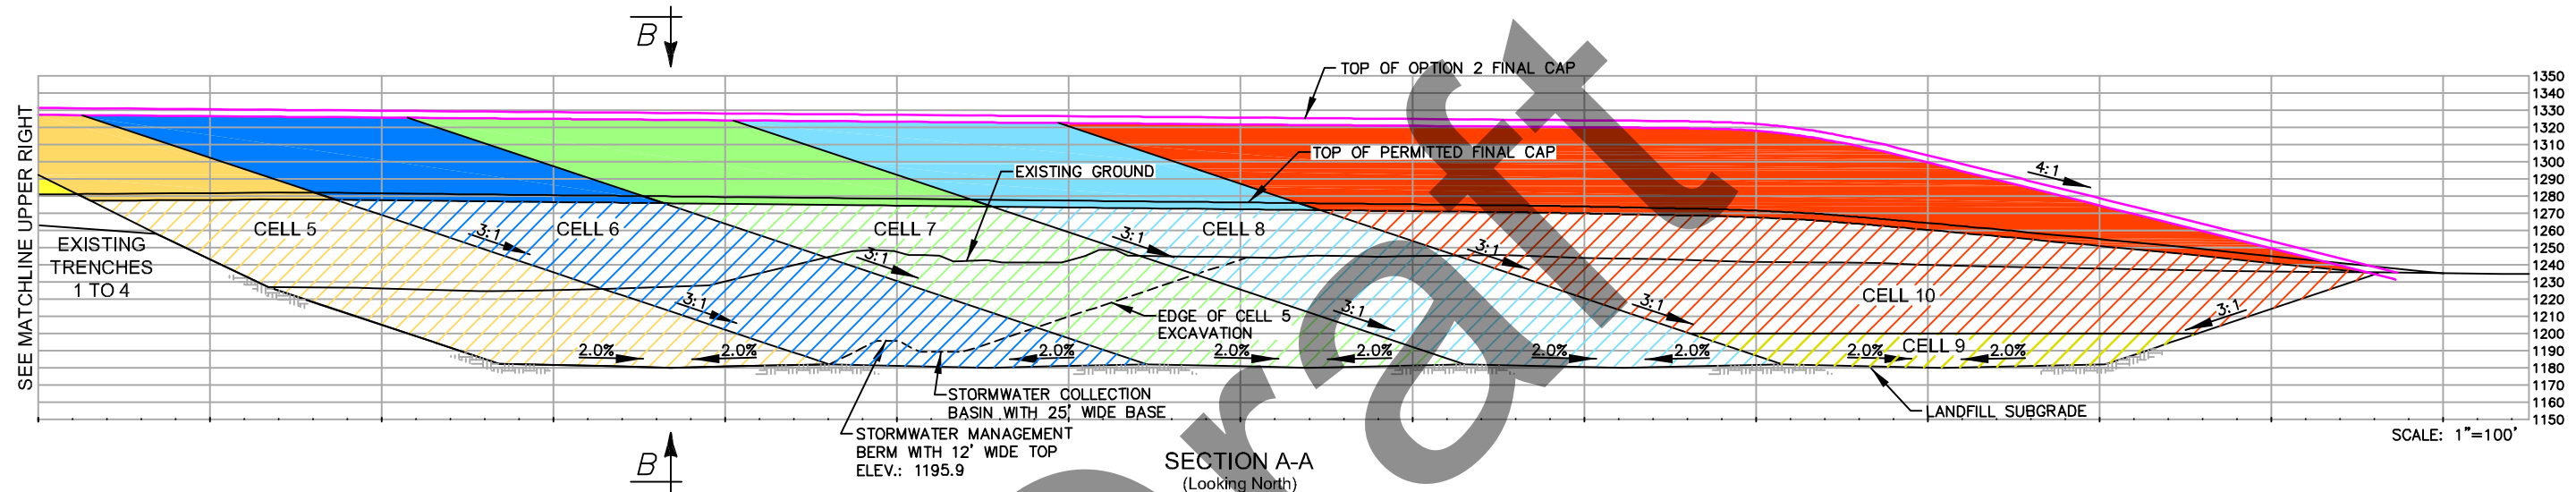 B
TOP OF OPTION 2 FINAL CAP
1350
1340
1330
1320
1310
1300
1290
1280
1270
1260
1250
1240
1230
1220
1210
1200
1190
1180
1170
1160
1150
SEE MATCHLINE UPPER RIGHT
TOP OF PERMITTED FINAL CAP
EXISTING GROUND
4:1
CELL 5
CELL 6
CELL 7
CELL 8
3:1
3:1
3:1
3:1
EXISTING
TRENCHES
1 TO 4
CELL 10
3:1
3:1
3:1
3:1
EDGE OF CELL 5
EXCAVATION
CELL 9
2.0%
2.0%
2.0%
2.0%
2.0%
2.0%
2.0%
2.0%
2.0%
STORMWATER COLLECTION
BASIN WITH 25' WIDE BASE
LANDFILL SUBGRADE
STORMWATER MANAGEMENT
BERM WITH 12' WIDE TOP
ELEV.: 1195.9
B
SECTION A-A
(Looking North)
SCALE: 1"=100'
Draft